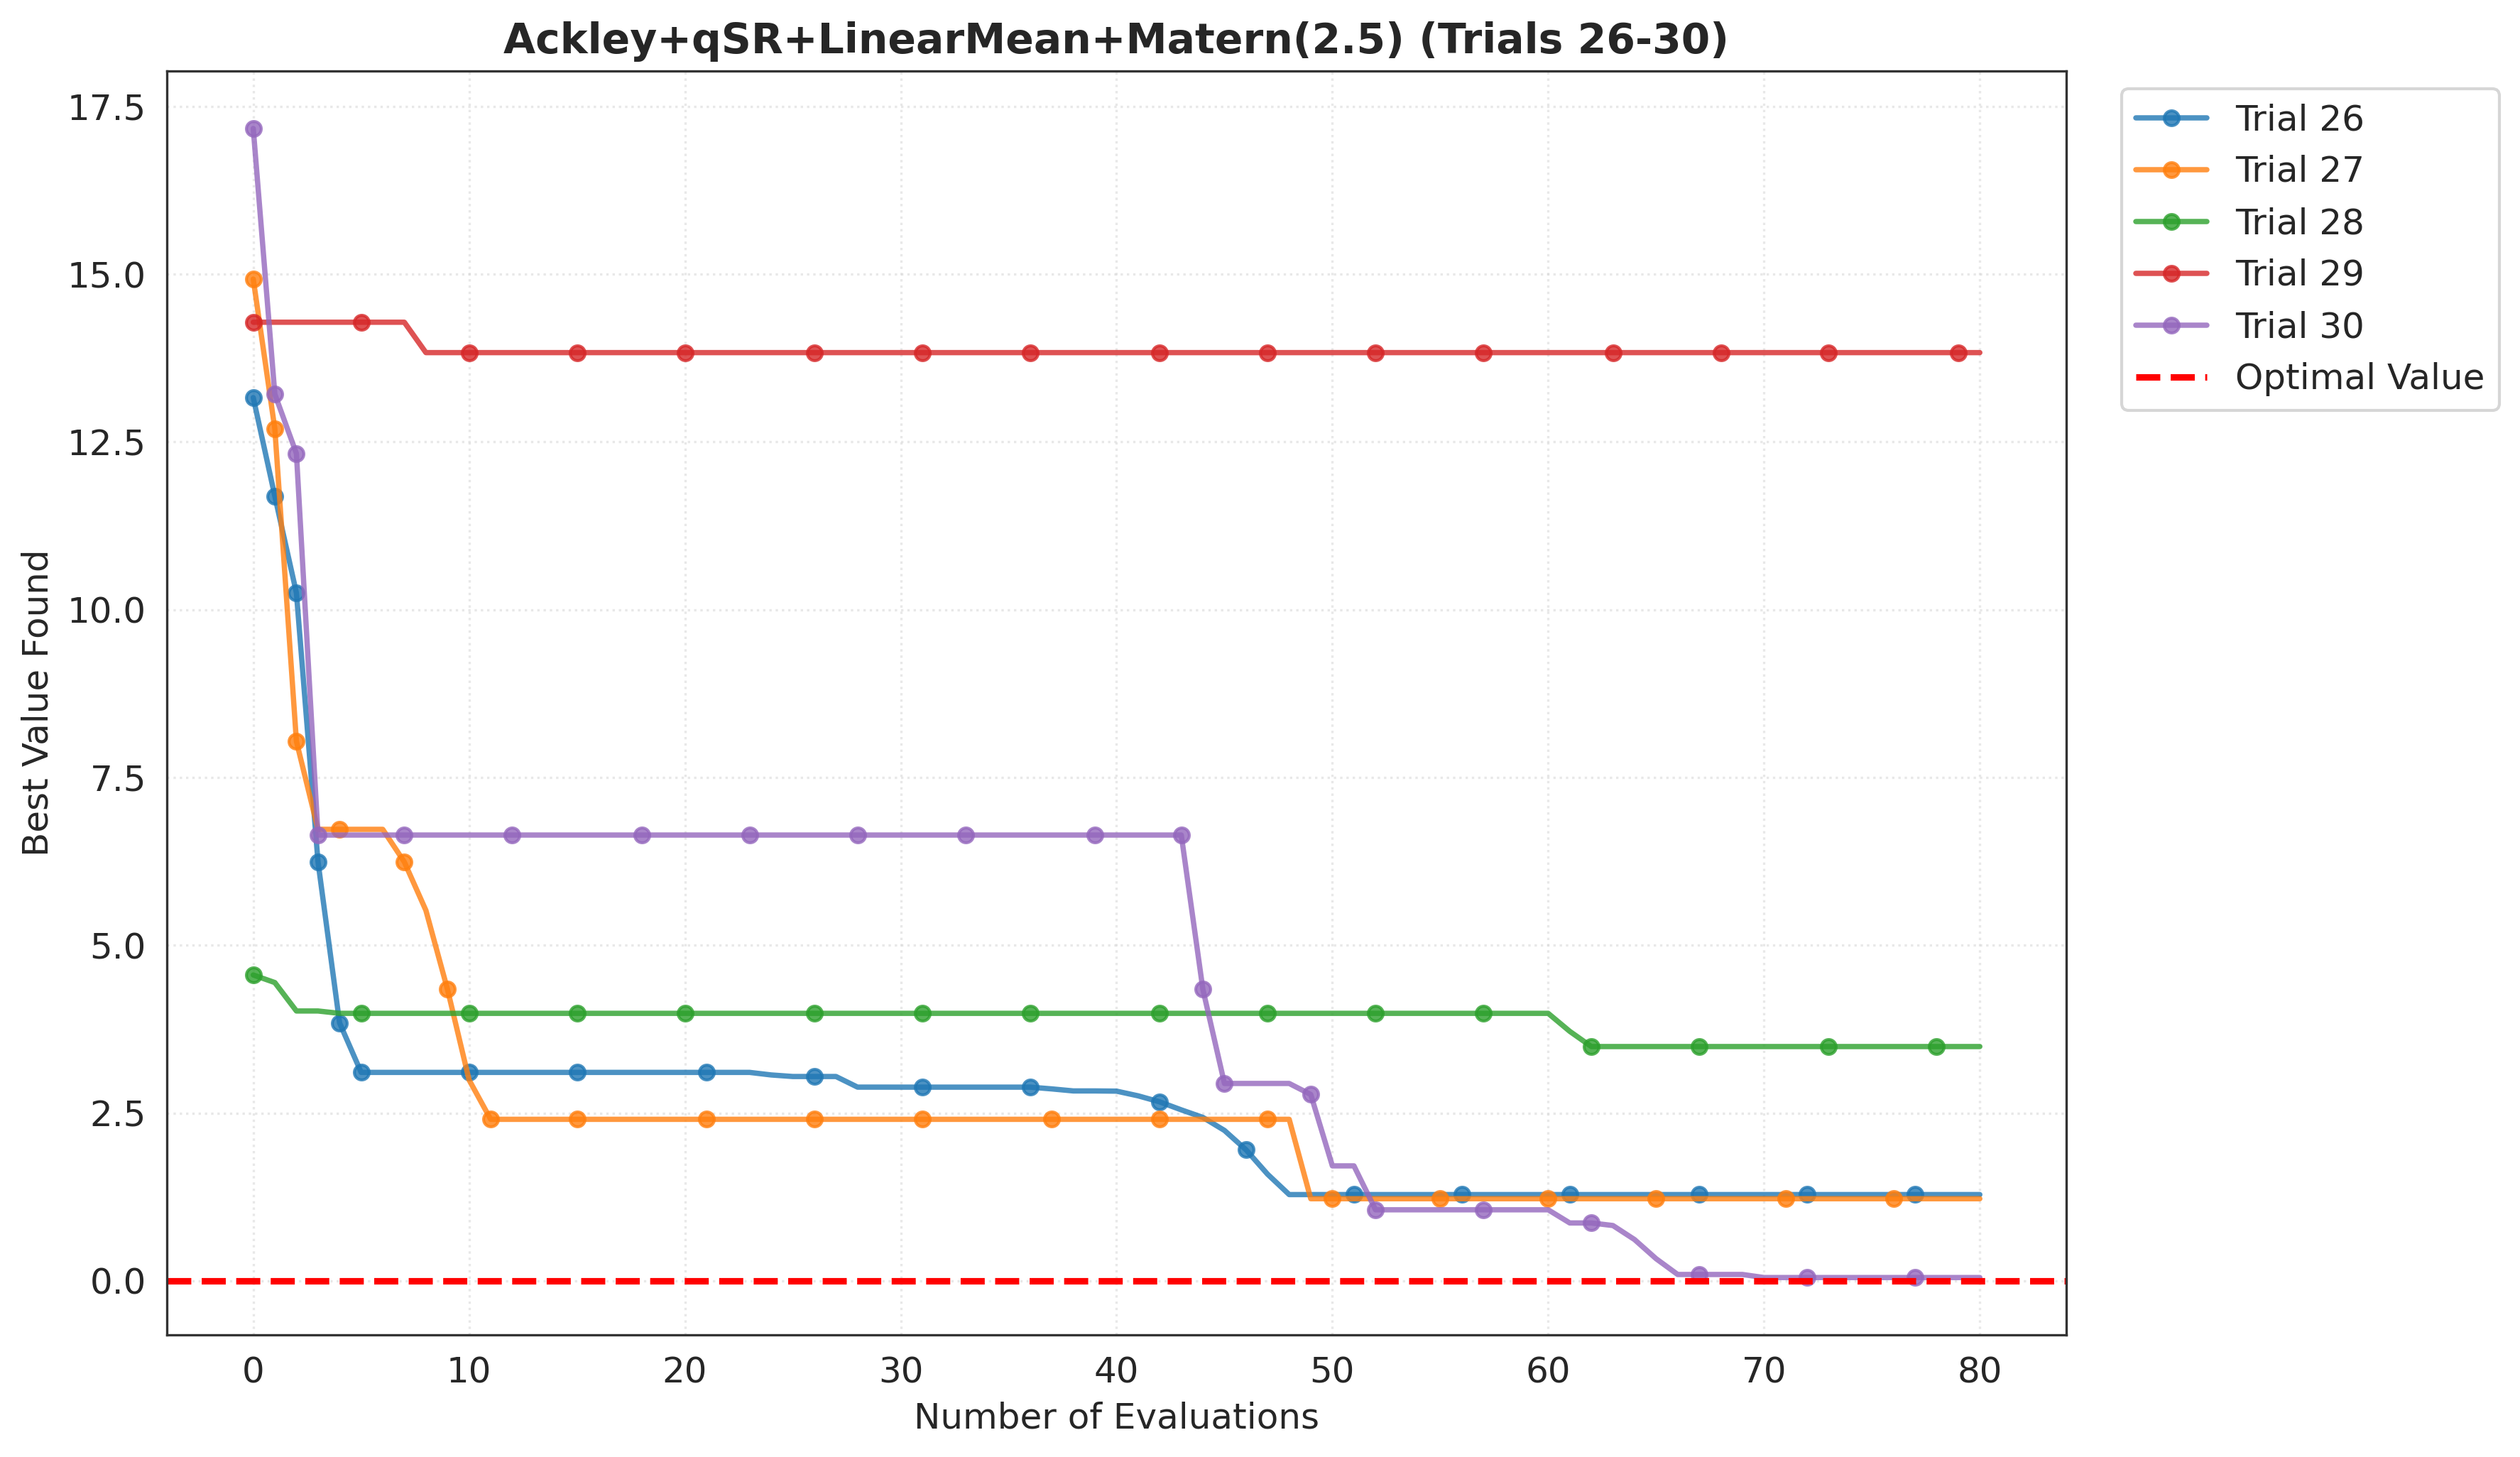 Ackley+qSR+LinearMean+Matern(2.5) (Trials 26-30)
17.5
15.0
12.5
10.0
7.5
5.0
2.5
0.0
Best Value Found
0 10 20 30 40 50 60 70 80
Number of Evaluations
Trial 26
Trial 27
Trial 28
Trial 29
Trial 30
Optimal Value